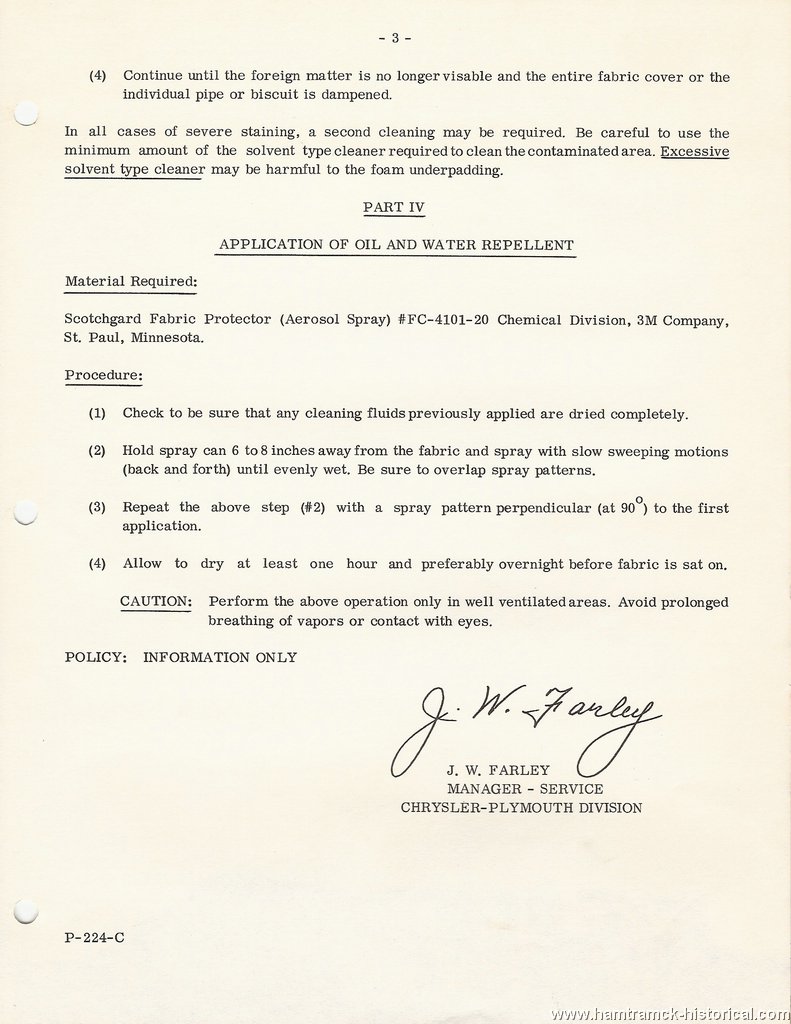 - 3 -
(4) Continue until the foreign matter is no longer visable and the entire fabric cover or the
individual pipe or biscuit is dampened.
In all cases of severe staining, a second cleaning may be required. Be careful to use the
minimum amount of the solvent type cleaner required to clean the contaminated area. Excessive
solvent type cleaner may be harmful to the foam underpadding.
PART IV
APPLICATION OF OIL AND WATER REPELLENT
Material Required:
Scotchgard Fabric Protector (Aerosol Spray) #FC-4101-20 Chemical Division, 3M Company,
St. Paul, Minnesota.
Procedure:
(1) Check to be sure that any cleaning fluids previously applied are dried completely.
(2) Hold spray can 6 to 8 inches away from the fabric and spray with slow sweeping motions
(back and forth) until evenly wet. Be sure to overlap spray patterns.
(3) Repeat the above step (#2) with a spray pattern perpendicular (at 90°) to the first
application.
(4) Allow to dry at least one hour and preferably overnight before fabric is sat on.
CAUTION: Perform the above operation only in well ventilated areas. Avoid prolonged
breathing of vapors or contact with eyes.
POLICY: INFORMATION ONLY
J. W. Farley
J. W. FARLEY
MANAGER - SERVICE
CHRYSLER-PLYMOUTH DIVISION
P-224-C
www.hamtramck-historical.com